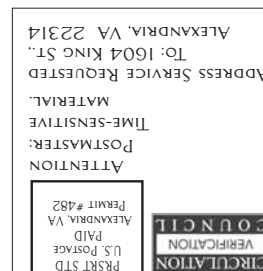 CIRCULATION
VERIFICATION
COUNCIL
PRSRT STD
U.S. POSTAGE
PAID
ALEXANDRIA, VA
PERMIT #482
ATTENTION
POSTMASTER:
TIME-SENSITIVE
MATERIAL.
ADDRESS SERVICE REQUESTED
TO: 1604 KING ST.,
ALEXANDRIA, VA 22314